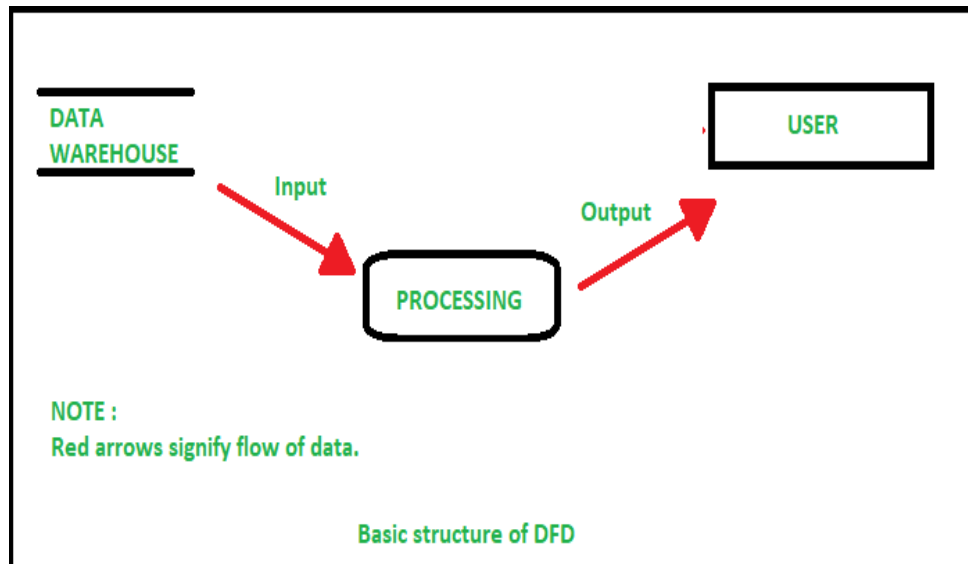 DATA
WAREHOUSE
USER
Input
Output
PROCESSING
NOTE :
Red arrows signify flow of data.
Basic structure of DFD